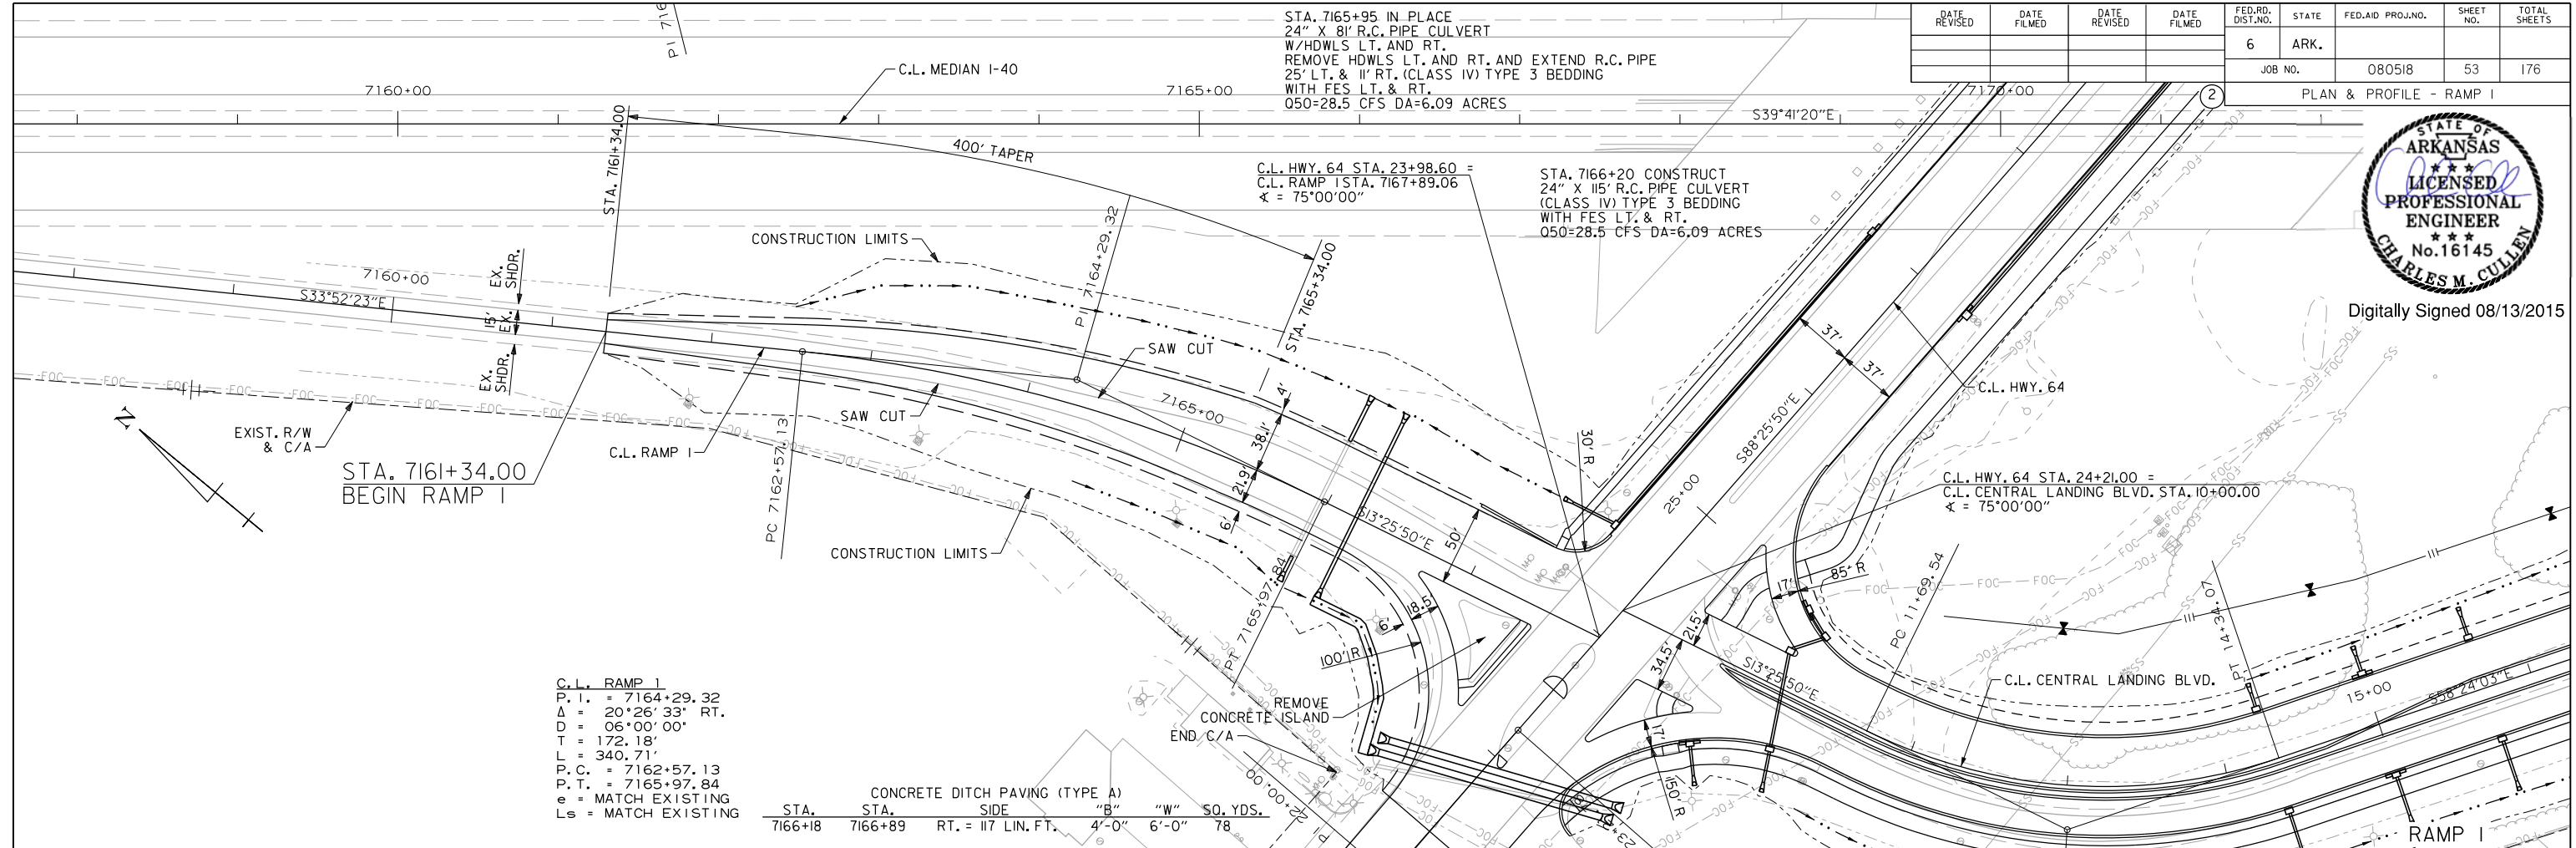 PI 716
STA. 7165+95 IN PLACE
24" X 81' R.C. PIPE CULVERT
W/HDWLS LT. AND RT.
REMOVE HDWLS LT. AND RT. AND EXTEND R.C. PIPE
25' LT. & 11' RT. (CLASS IV) TYPE 3 BEDDING
WITH FES LT. & RT.
Q50=28.5 CFS DA=6.09 ACRES
DATE REVISED
DATE FILMED
DATE REVISED
DATE FILMED
FED.RD. DIST.NO.
STATE
FED.AID PROJ.NO.
SHEET NO.
TOTAL SHEETS
6
ARK.
JOB NO.
080518
53
176
2
PLAN & PROFILE - RAMP 1
C.L. MEDIAN I-40
7160+00
7165+00
7170+00
S39°41'20"E
STATE OF
ARKANSAS
LICENSED
PROFESSIONAL
ENGINEER
No. 16145
CHARLES M. CULLEN
Digitally Signed 08/13/2015
STA. 7161+34.00
400' TAPER
C.L. HWY. 64 STA. 23+98.60 =
C.L. RAMP 1 STA. 7167+89.06
∢ = 75°00'00"
STA. 7166+20 CONSTRUCT
24" X 115' R.C. PIPE CULVERT
(CLASS IV) TYPE 3 BEDDING
WITH FES LT. & RT.
Q50=28.5 CFS DA=6.09 ACRES
CONSTRUCTION LIMITS
PI 7164+29.32
STA. 7165+34.00
7160+00
S33°52'23"E
EX. SHDR.
15' EX.
EX. SHDR.
SAW CUT
SAW CUT
7165+00
4'
38.1'
21.9'
6'
EXIST. R/W
& C/A
N
STA. 7161+34.00
BEGIN RAMP 1
C.L. RAMP 1
PC 7162+57.13
CONSTRUCTION LIMITS
30' R
37'
37'
C.L. HWY. 64
S88°25'50"E
25+00
S13°25'50"E
50'
C.L. HWY. 64 STA. 24+21.00 =
C.L. CENTRAL LANDING BLVD. STA. 10+00.00
∢ = 75°00'00"
PT 7165+97.84
18.5'
6'
100' R
17'
85' R
FOC
SS
III
PC 11+69.54
PT 14+34.07
21.5'
34.5'
S13°25'50"E
C.L. CENTRAL LANDING BLVD.
15+00
S58°24'03"E
REMOVE
CONCRETE ISLAND
END C/A
17'
150' R
22+00.00
23+
C.L. RAMP 1
P.I. = 7164+29.32
Δ = 20°26'33" RT.
D = 06°00'00"
T = 172.18'
L = 340.71'
P.C. = 7162+57.13
P.T. = 7165+97.84
e = MATCH EXISTING
Ls = MATCH EXISTING
CONCRETE DITCH PAVING (TYPE A)
STA. STA. SIDE "B" "W" SQ. YDS.
7166+18 7166+89 RT. = 117 LIN. FT. 4'-0" 6'-0" 78
RAMP 1